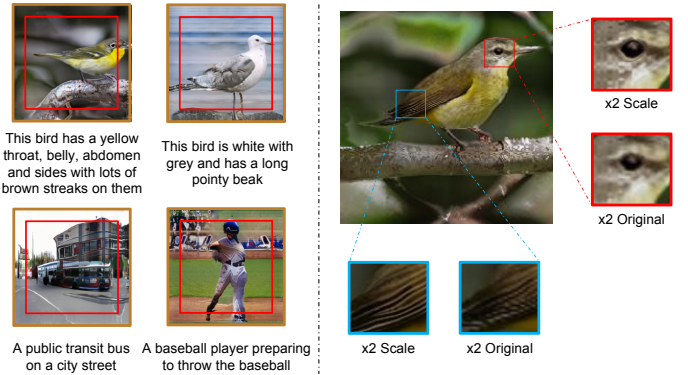 This bird has a yellow
throat, belly, abdomen
and sides with lots of
brown streaks on them
This bird is white with
grey and has a long
pointy beak
A public transit bus
on a city street
A baseball player preparing
to throw the baseball
x2 Scale
x2 Original
x2 Scale
x2 Original